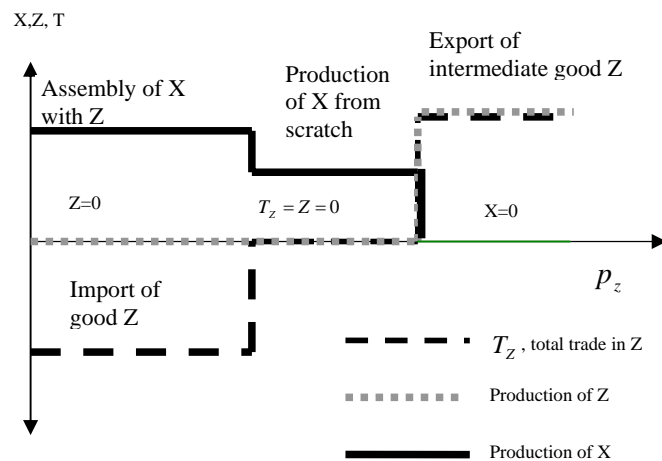 X,Z, T
Export of
intermediate good Z
Production
of X from
scratch
Assembly of X
with Z
Z=0
T_Z = Z = 0
X=0
p_z
Import of
good Z
T_Z , total trade in Z
Production of Z
Production of X